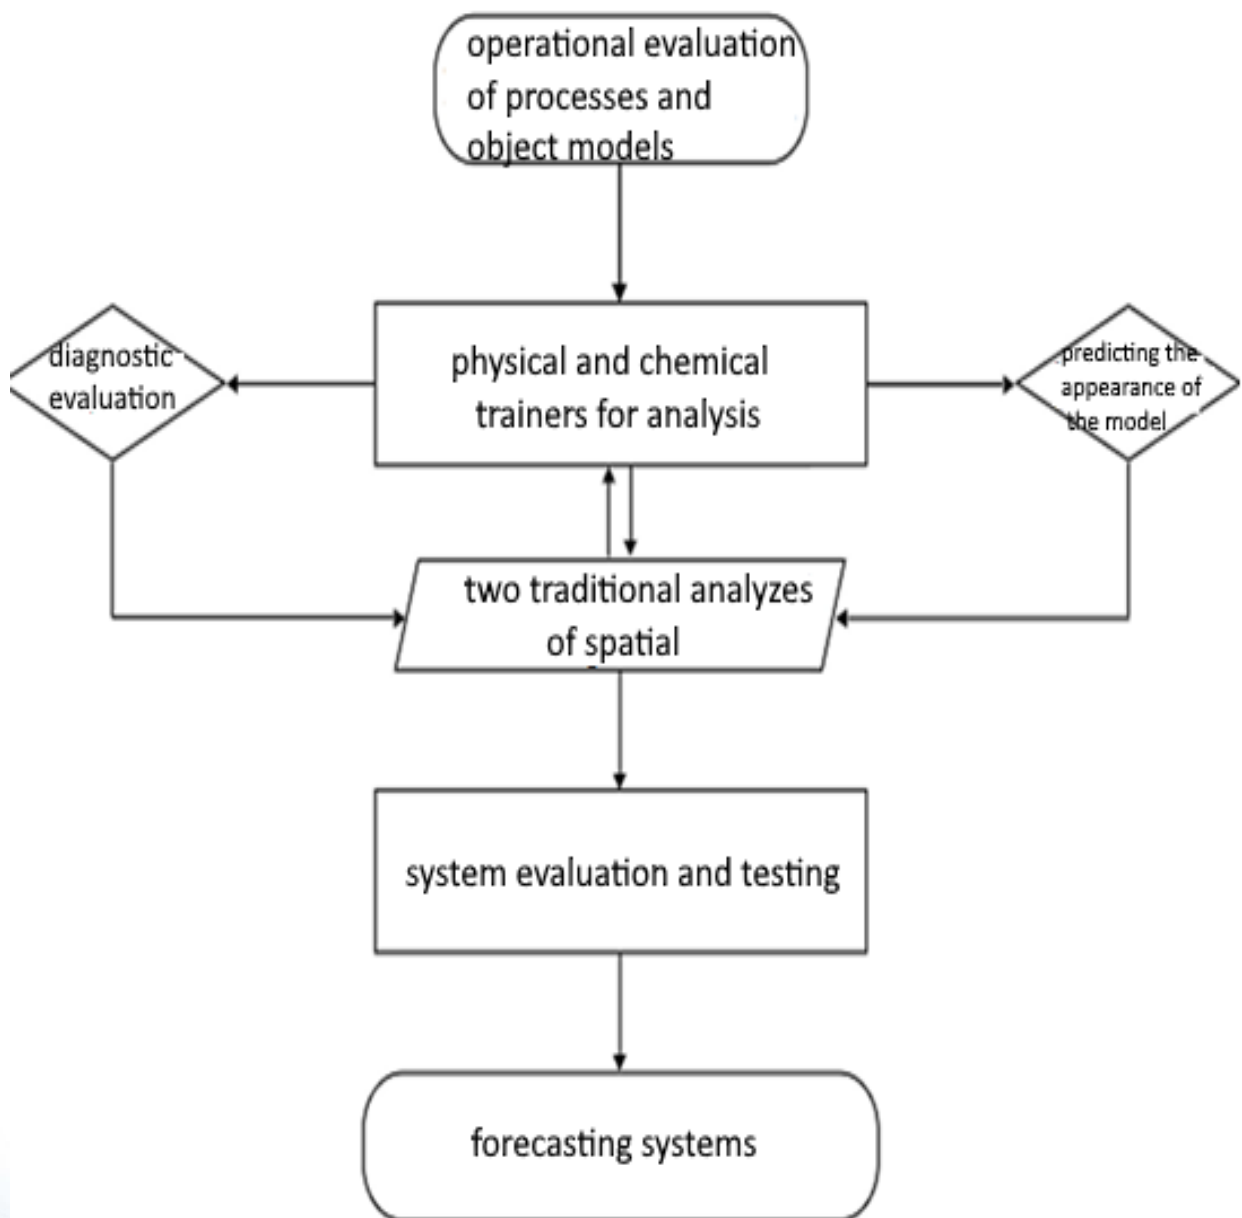 operational evaluation
of processes and
object models
physical and chemical
trainers for analysis
diagnostic
evaluation
predicting the
appearance of
the model
two traditional analyzes
of spatial
system evaluation and testing
forecasting systems